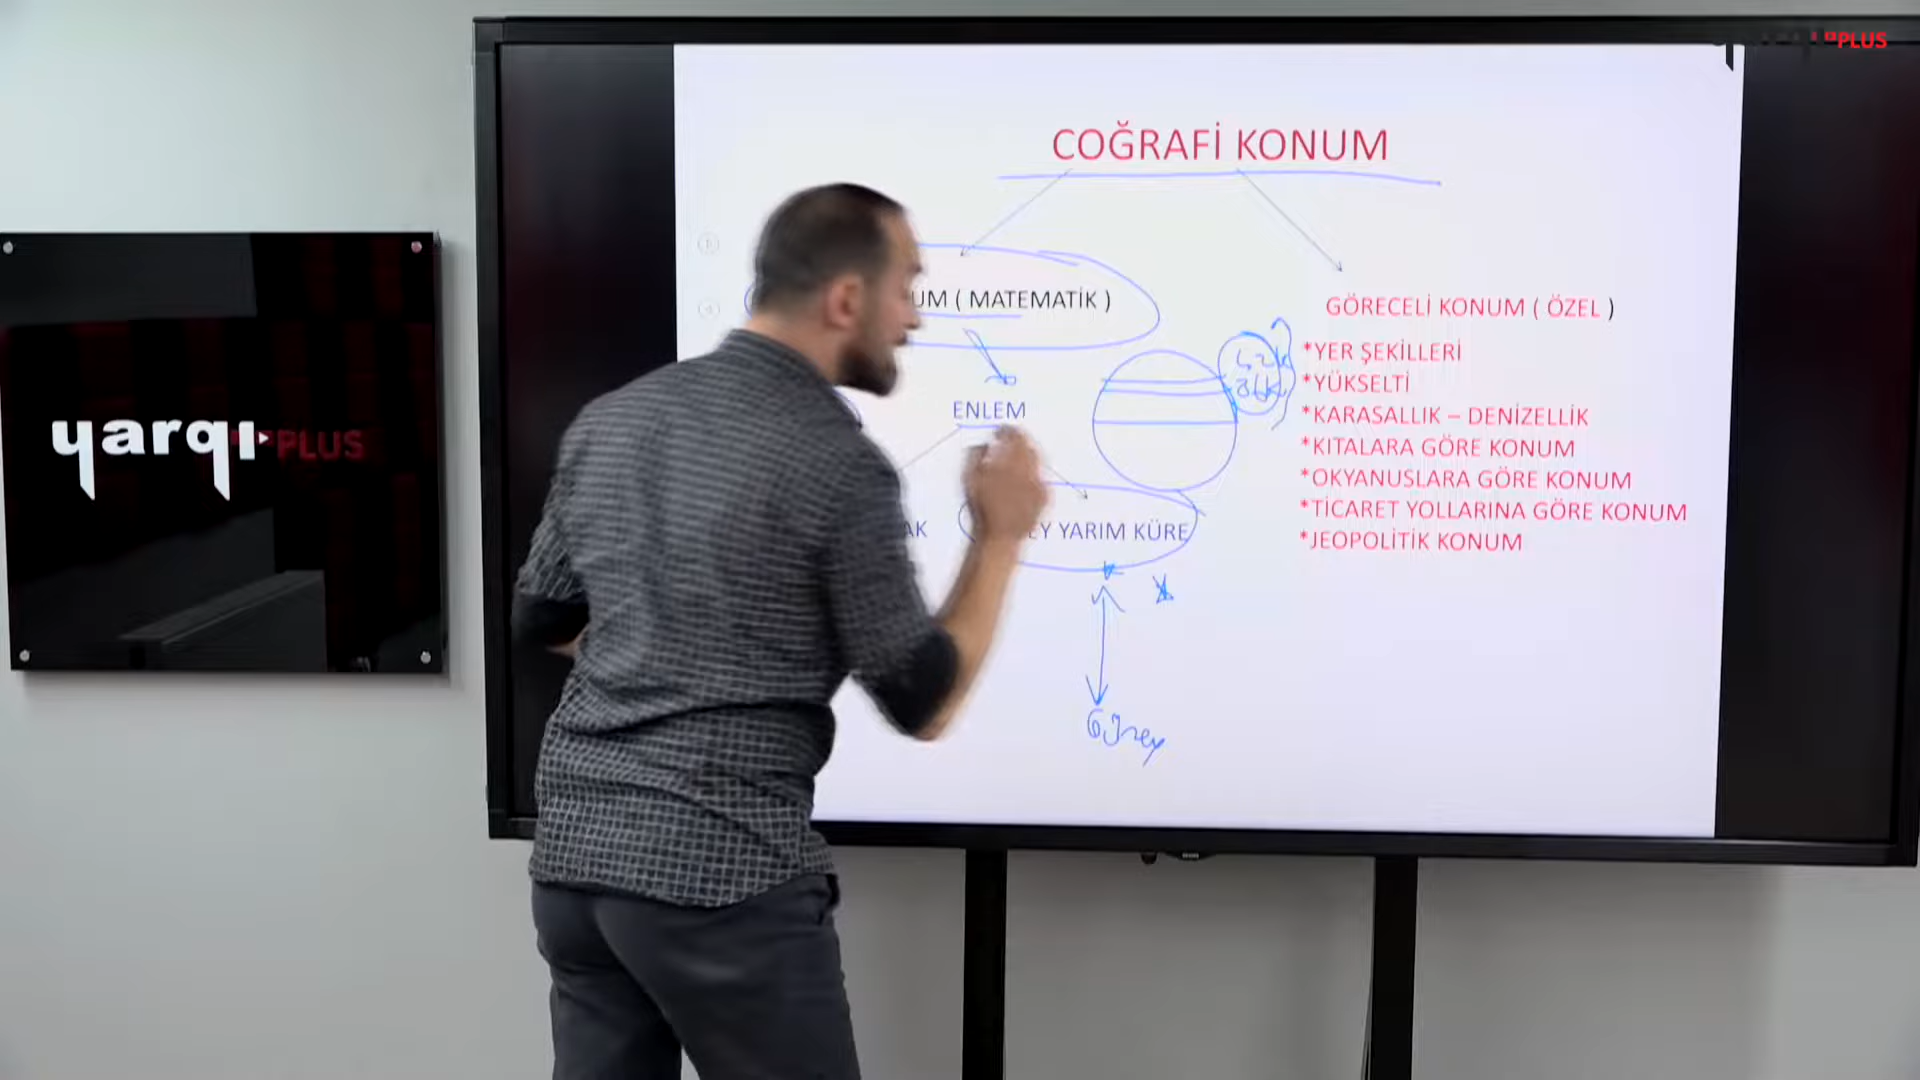 yargı PLUS
PLUS
COĞRAFİ KONUM
UM ( MATEMATİK )
GÖRECELİ KONUM ( ÖZEL )
*YER ŞEKİLLERİ
*YÜKSELTİ
*KARASALLIK – DENİZELLİK
*KITALARA GÖRE KONUM
*OKYANUSLARA GÖRE KONUM
*TİCARET YOLLARINA GÖRE KONUM
*JEOPOLİTİK KONUM
ENLEM
AK
EY YARIM KÜRE
Güney